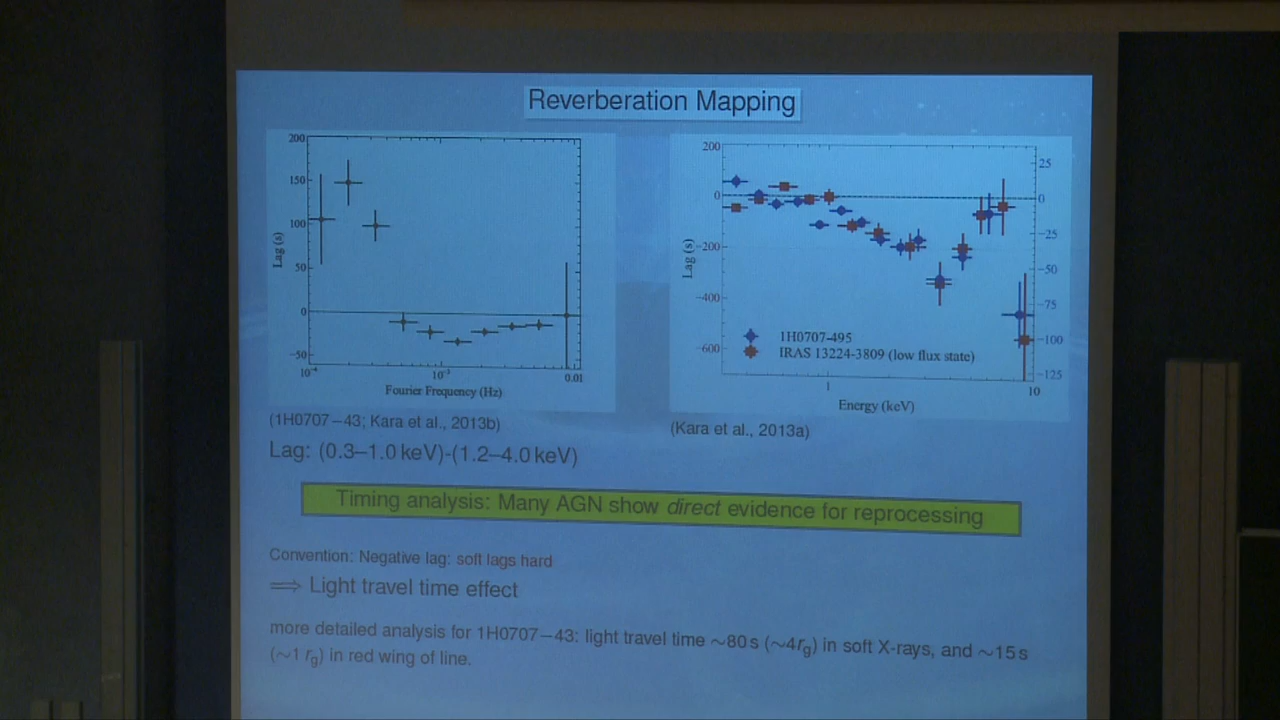 Reverberation Mapping
200
150
100
50
0
−50
Lag (s)
10⁻⁴
10⁻³
0.01
Fourier Frequency (Hz)
200
0
−200
−400
−600
Lag (s)
25
0
−25
−50
−75
−100
−125
1H0707-495
IRAS 13224-3809 (low flux state)
1
10
Energy (keV)
(1H0707−43; Kara et al., 2013b)
(Kara et al., 2013a)
Lag: (0.3–1.0 keV)-(1.2–4.0 keV)
Timing analysis: Many AGN show direct evidence for reprocessing
Convention: Negative lag: soft lags hard
⟹ Light travel time effect
more detailed analysis for 1H0707−43: light travel time ∼80 s (∼4rg) in soft X-rays, and ∼15 s
(∼1 rg) in red wing of line.